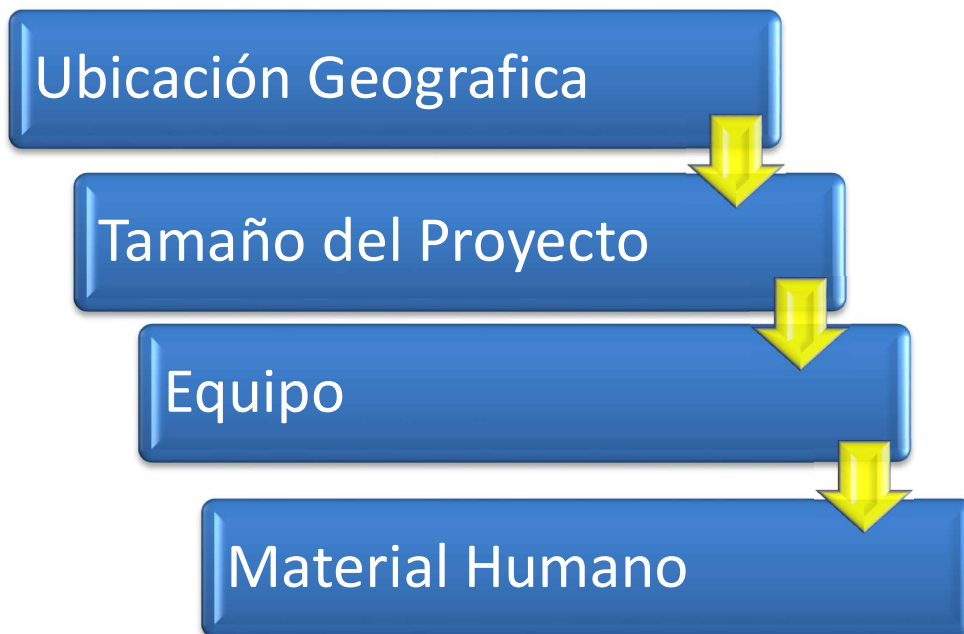 Ubicación Geografica
Tamaño del Proyecto
Equipo
Material Humano